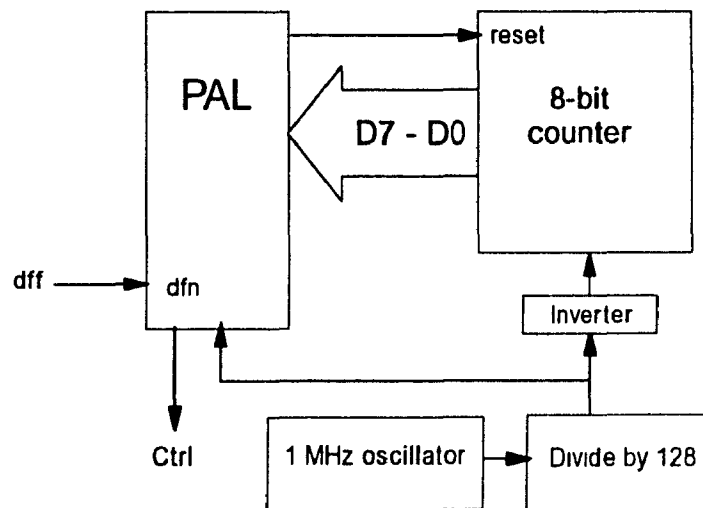 reset
PAL
8-bit
counter
D7 - D0
dff
dfn
Inverter
Ctrl
1 MHz oscillator
Divide by 128